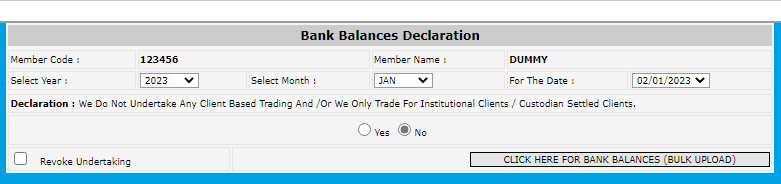 Bank Balances Declaration
Member Code : 123456 Member Name : DUMMY
Select Year : 2023 Select Month : JAN For The Date : 02/01/2023
Declaration : We Do Not Undertake Any Client Based Trading And /Or We Only Trade For Institutional Clients / Custodian Settled Clients.
Yes No
Revoke Undertaking CLICK HERE FOR BANK BALANCES (BULK UPLOAD)